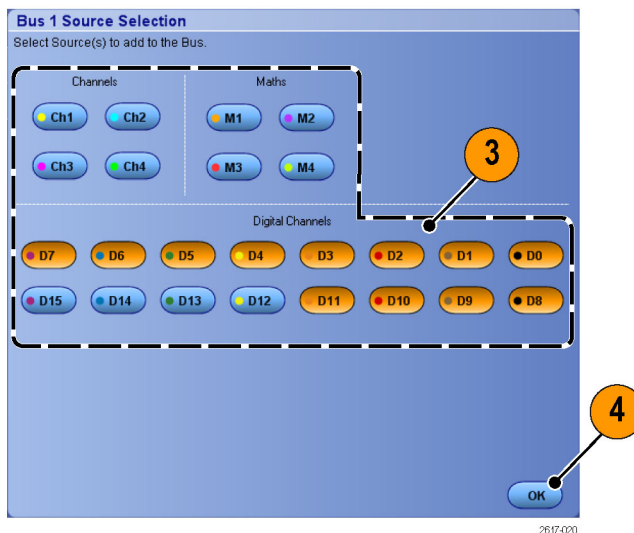 Bus 1 Source Selection
Select Source(s) to add to the Bus.
Channels Maths
Ch1 Ch2 M1 M2
3
Ch3 Ch4 M3 M4
Digital Channels
D7 D6 D5 D4 D3 D2 D1 D0
D15 D14 D13 D12 D11 D10 D9 D8
4
OK
2617-020